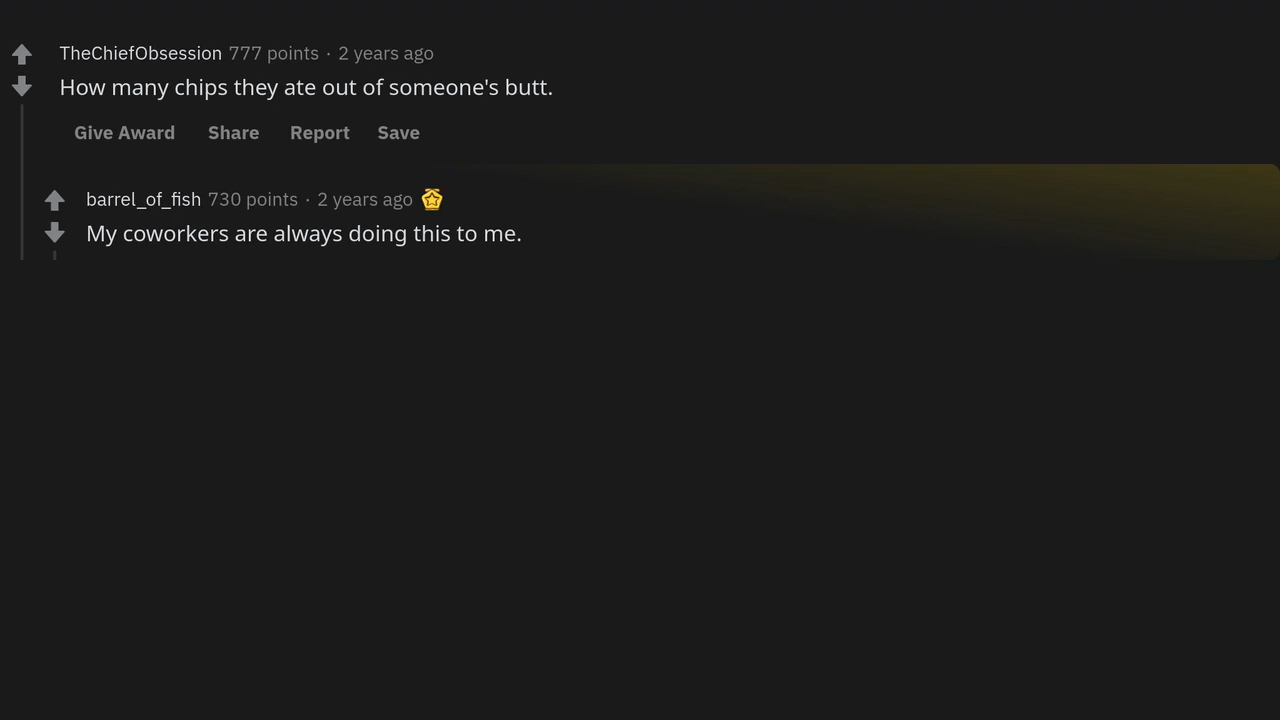 TheChiefObsession 777 points · 2 years ago
How many chips they ate out of someone's butt.
Give Award Share Report Save
barrel_of_fish 730 points · 2 years ago
My coworkers are always doing this to me.